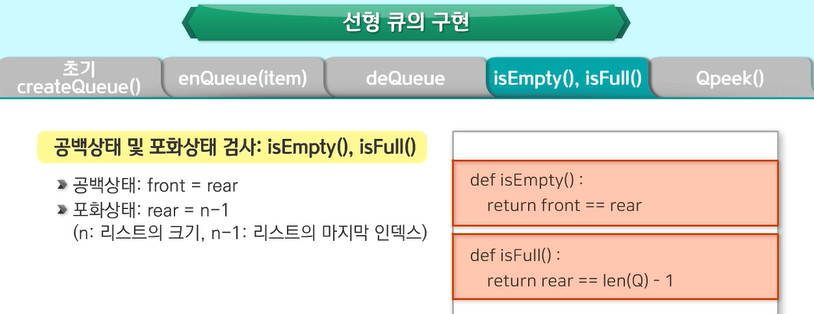 선형 큐의 구현
초기
createQueue()
enQueue(item)
deQueue
isEmpty(), isFull()
Qpeek()
공백상태 및 포화상태 검사: isEmpty(), isFull()
공백상태: front = rear
포화상태: rear = n-1
(n: 리스트의 크기, n-1: 리스트의 마지막 인덱스)
def isEmpty() :
return front == rear
def isFull() :
return rear == len(Q) - 1